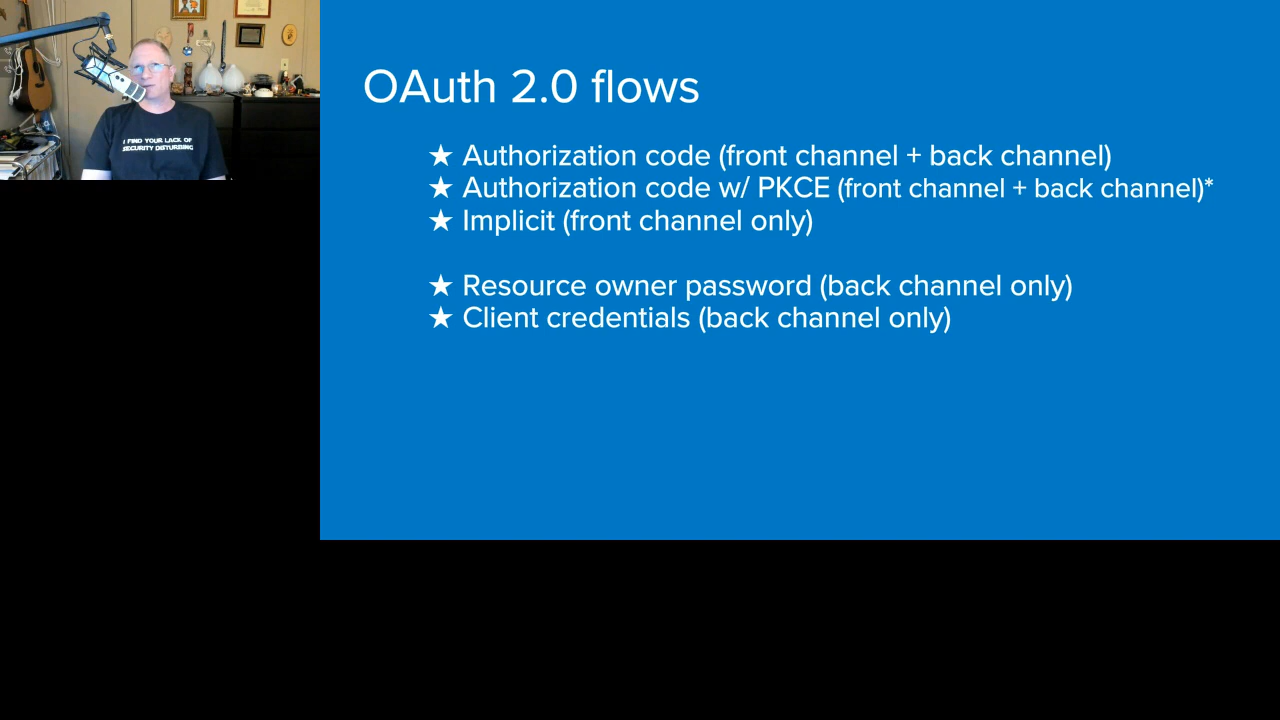 I FIND YOUR LACK OF
SECURITY DISTURBING
OAuth 2.0 flows
★ Authorization code (front channel + back channel)
★ Authorization code w/ PKCE (front channel + back channel)*
★ Implicit (front channel only)
★ Resource owner password (back channel only)
★ Client credentials (back channel only)